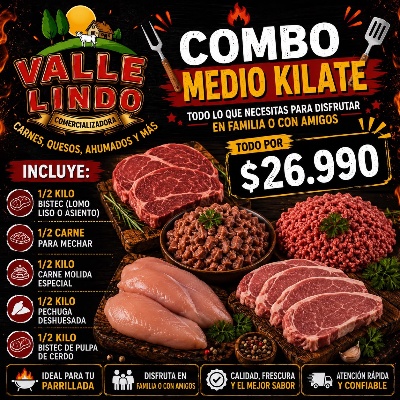 VALLE
LINDO
COMERCIALIZADORA
CARNES, QUESOS, AHUMADOS Y MÁS
COMBO
MEDIO KILATE
TODO LO QUE NECESITAS PARA DISFRUTAR
EN FAMILIA O CON AMIGOS
TODO POR
$26.990
INCLUYE:
1/2 KILO
BISTEC (LOMO
LISO O ASIENTO)
1/2 CARNE
PARA MECHAR
1/2 KILO
CARNE MOLIDA
ESPECIAL
1/2 KILO
PECHUGA
DESHUESADA
1/2 KILO
BISTEC DE PULPA
DE CERDO
IDEAL PARA TU
PARRILLADA
DISFRUTA EN
FAMILIA O CON AMIGOS
CALIDAD, FRESCURA
Y EL MEJOR SABOR
ATENCIÓN RÁPIDA
Y CONFIABLE